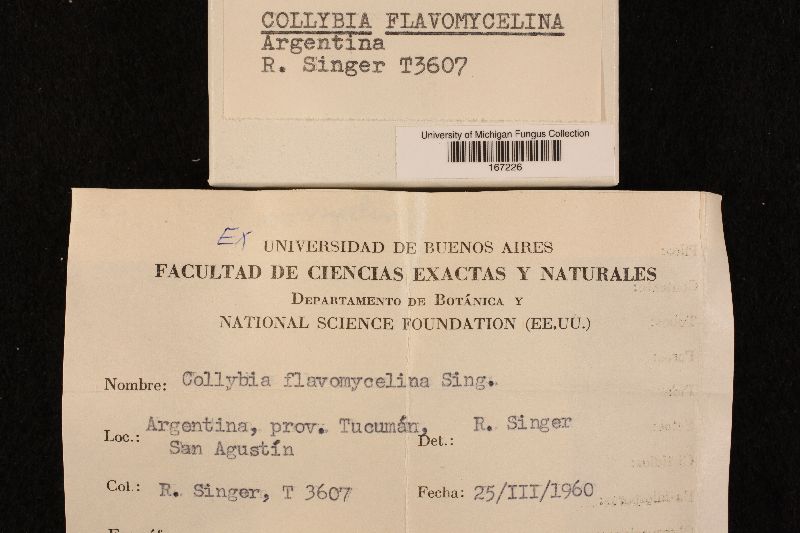 COLLYBIA FLAVOMYCELINA
Argentina
R. Singer T3607
University of Michigan Fungus Collection
167226
Ex UNIVERSIDAD DE BUENOS AIRES
FACULTAD DE CIENCIAS EXACTAS Y NATURALES
DEPARTAMENTO DE BOTÁNICA Y
NATIONAL SCIENCE FOUNDATION (EE.UU.)
Nombre: Collybia flavomycelina Sing.
Loc.: Argentina, prov. Tucumán, San Agustín
Det.: R. Singer
Col.: R. Singer, T 3607
Fecha: 25/III/1960